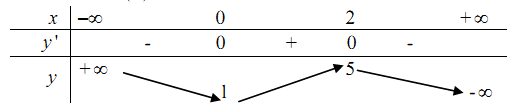 x −∞ 0 2 +∞
y' - 0 + 0 -
y +∞ 1 5 -∞